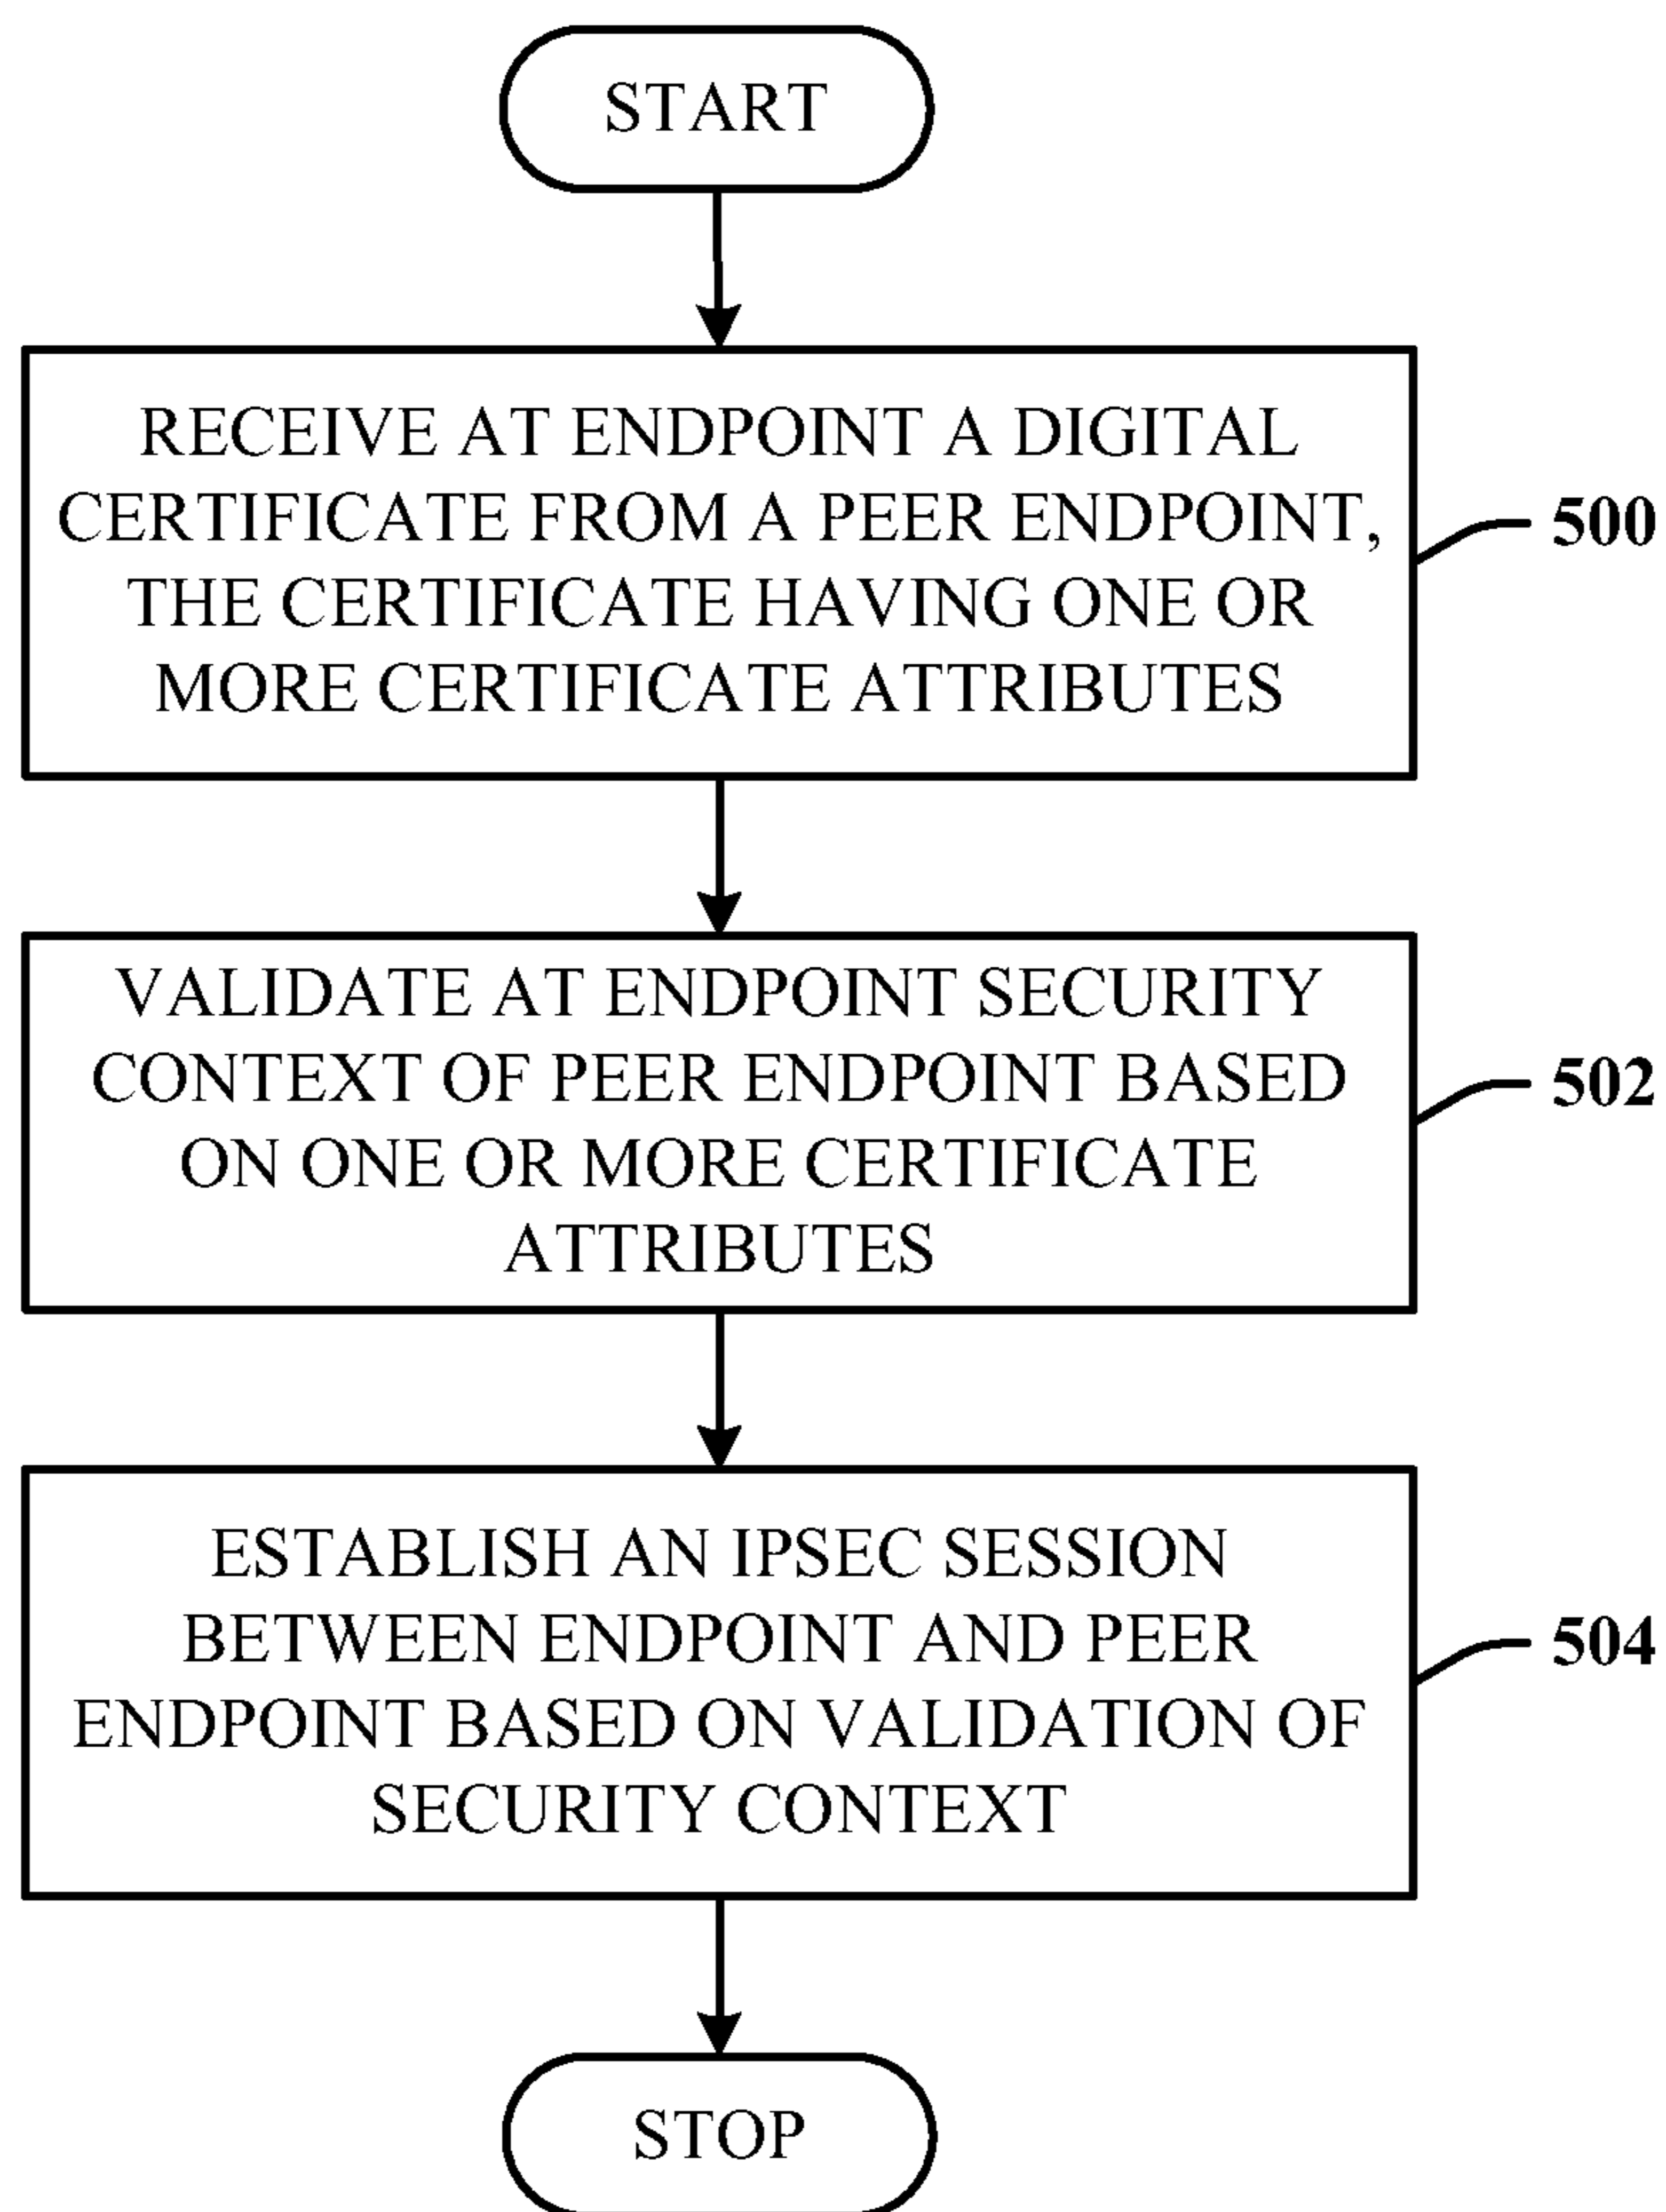 START
RECEIVE AT ENDPOINT A DIGITAL
CERTIFICATE FROM A PEER ENDPOINT,
THE CERTIFICATE HAVING ONE OR
MORE CERTIFICATE ATTRIBUTES
500
VALIDATE AT ENDPOINT SECURITY
CONTEXT OF PEER ENDPOINT BASED
ON ONE OR MORE CERTIFICATE
ATTRIBUTES
502
ESTABLISH AN IPSEC SESSION
BETWEEN ENDPOINT AND PEER
ENDPOINT BASED ON VALIDATION OF
SECURITY CONTEXT
504
STOP